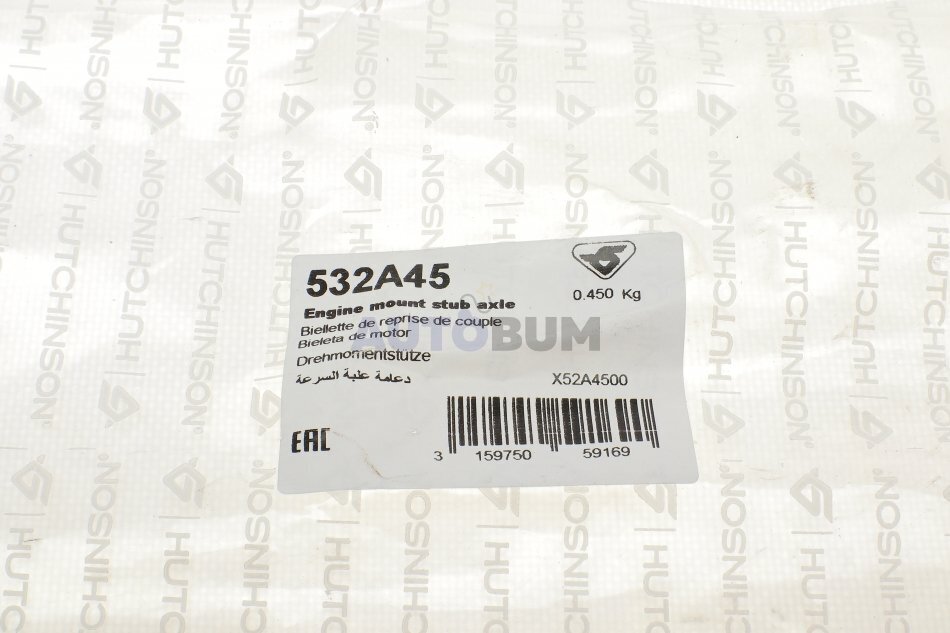 532A45
0.450 Kg
Engine mount stub axle
Biellette de reprise de couple
Bieleta de motor
Drehmomentstütze
دعامة علبة السرعة
X52A4500
EAC
3 159750 59169
AUTOBUM
HUTCHINSON®